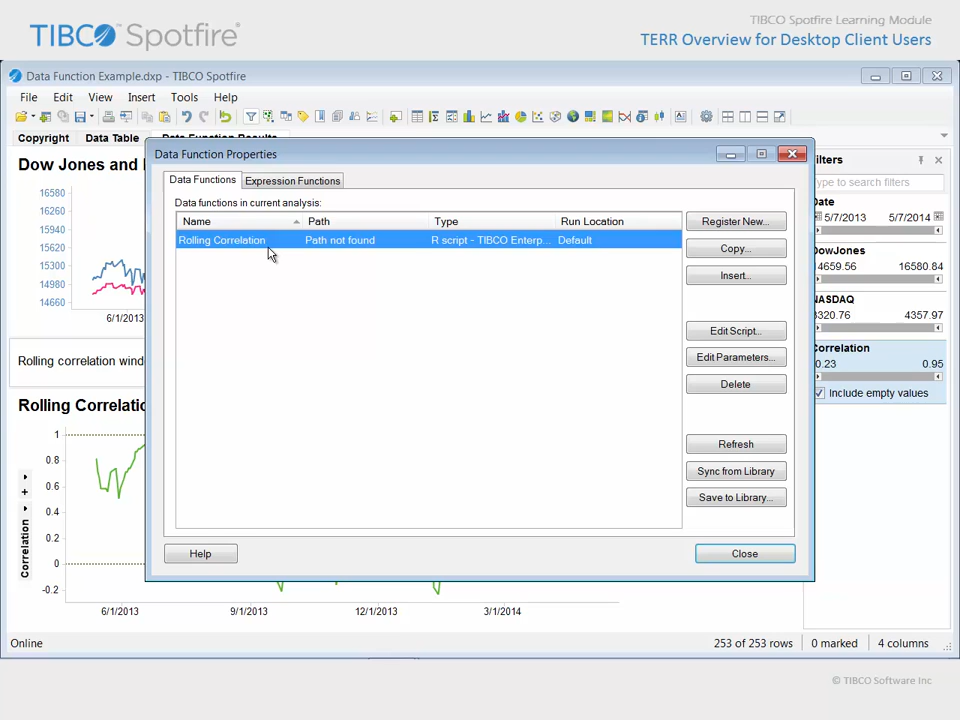 TIBCO Spotfire®
TIBCO Spotfire Learning Module
TERR Overview for Desktop Client Users
Data Function Example.dxp - TIBCO Spotfire
File Edit View Insert Tools Help
Copyright Data Table Data Function Results
Dow Jones and
16580
16260
15940
15620
15300
14980
14660
6/1/2013
Rolling correlation wind
Rolling Correlatio
Correlation
1
0.8
0.6
0.4
0.2
0
-0.2
6/1/2013 9/1/2013 12/1/2013 3/1/2014
Data Function Properties
Data Functions Expression Functions
Data functions in current analysis:
Name Path Type Run Location
Rolling Correlation Path not found R script - TIBCO Enterp... Default
Register New...
Copy...
Insert...
Edit Script...
Edit Parameters...
Delete
Refresh
Sync from Library
Save to Library...
Help Close
ilters
ype to search filters
Date
5/7/2013 5/7/2014
DowJones
14659.56 16580.84
NASDAQ
3320.76 4357.97
Correlation
0.23 0.95
Include empty values
Online 253 of 253 rows 0 marked 4 columns
© TIBCO Software Inc